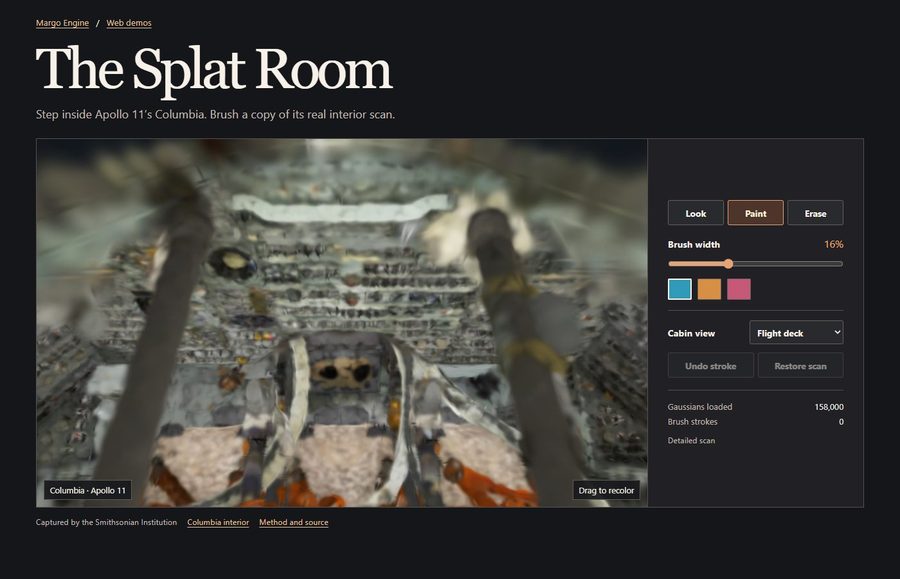 Margo Engine / Web demos
The Splat Room
Step inside Apollo 11's Columbia. Brush a copy of its real interior scan.
Look Paint Erase
Brush width 16%
Cabin view Flight deck
Undo stroke Restore scan
Gaussians loaded 158,000
Brush strokes 0
Detailed scan
Columbia · Apollo 11
Drag to recolor
Captured by the Smithsonian Institution Columbia interior Method and source